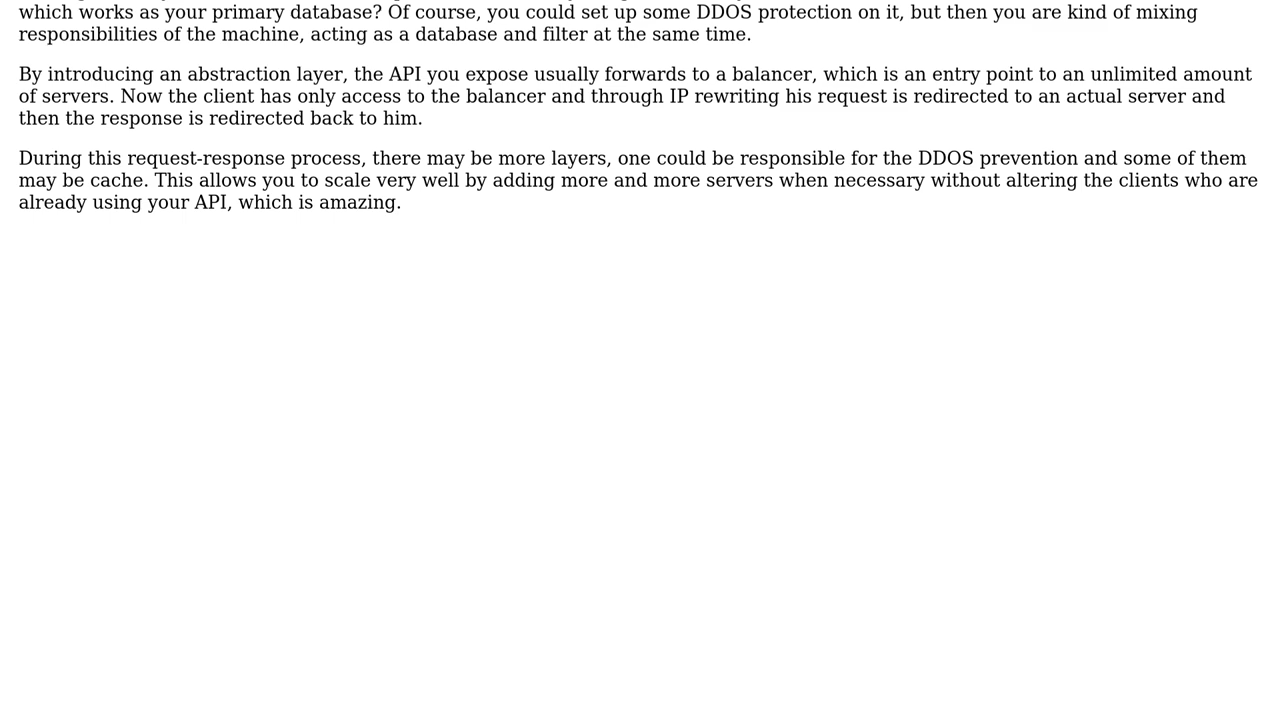 which works as your primary database? Of course, you could set up some DDOS protection on it, but then you are kind of mixing
responsibilities of the machine, acting as a database and filter at the same time.
By introducing an abstraction layer, the API you expose usually forwards to a balancer, which is an entry point to an unlimited amount
of servers. Now the client has only access to the balancer and through IP rewriting his request is redirected to an actual server and
then the response is redirected back to him.
During this request-response process, there may be more layers, one could be responsible for the DDOS prevention and some of them
may be cache. This allows you to scale very well by adding more and more servers when necessary without altering the clients who are
already using your API, which is amazing.